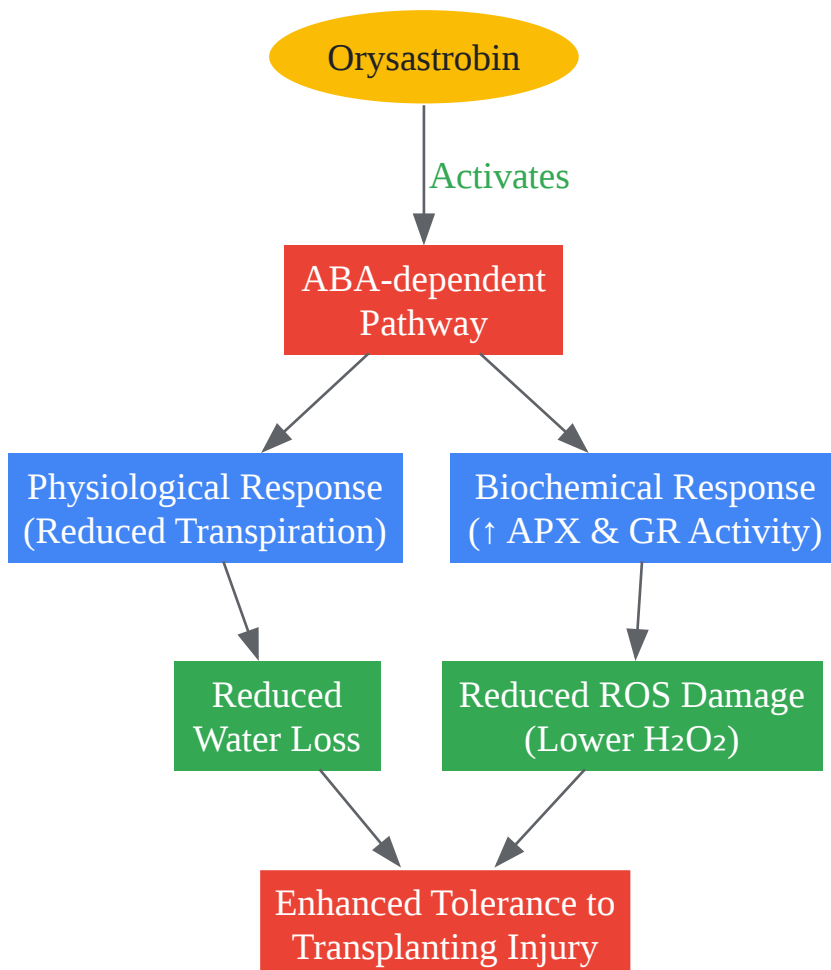 Orysastrobin
Activates
ABA-dependent
Pathway
Physiological Response
(Reduced Transpiration)
Biochemical Response
(↑ APX & GR Activity)
Reduced
Water Loss
Reduced ROS Damage
(Lower H₂O₂)
Enhanced Tolerance to
Transplanting Injury